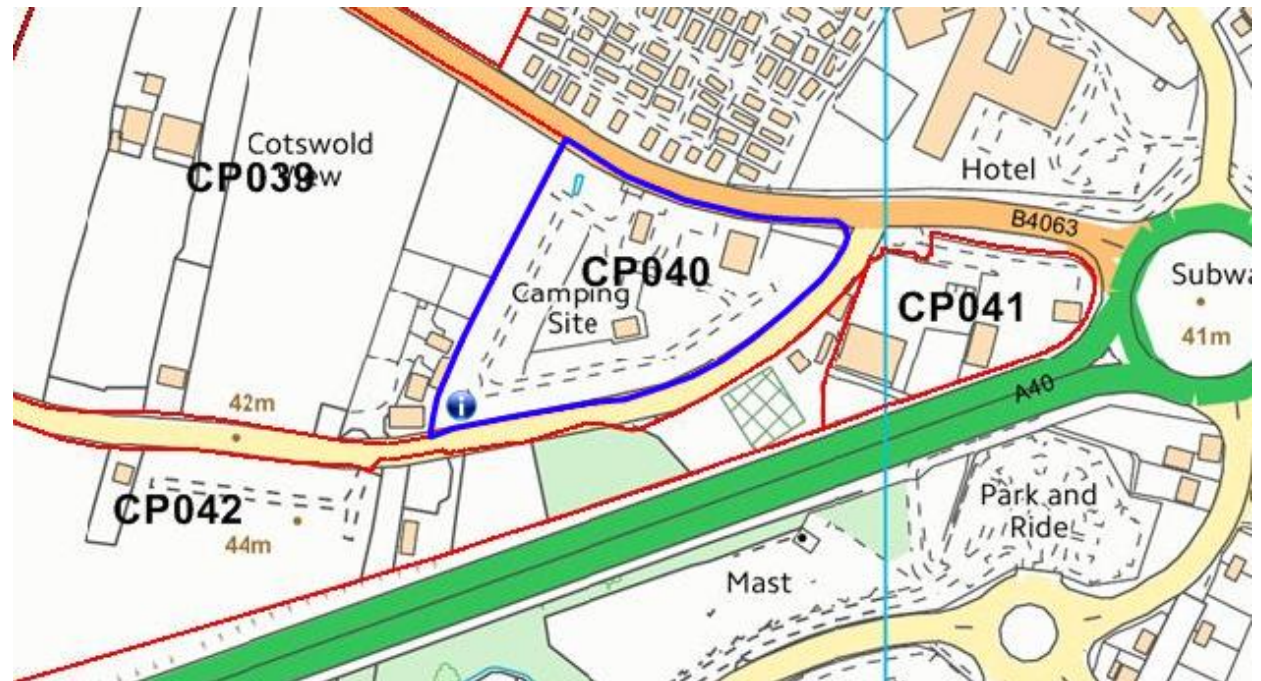 Cotswold
View
CP039
Hotel
B4063
CP040
Camping
Site
CP041
Subwa
41m
A40
42m
CP042
44m
Park and
Ride
Mast
i